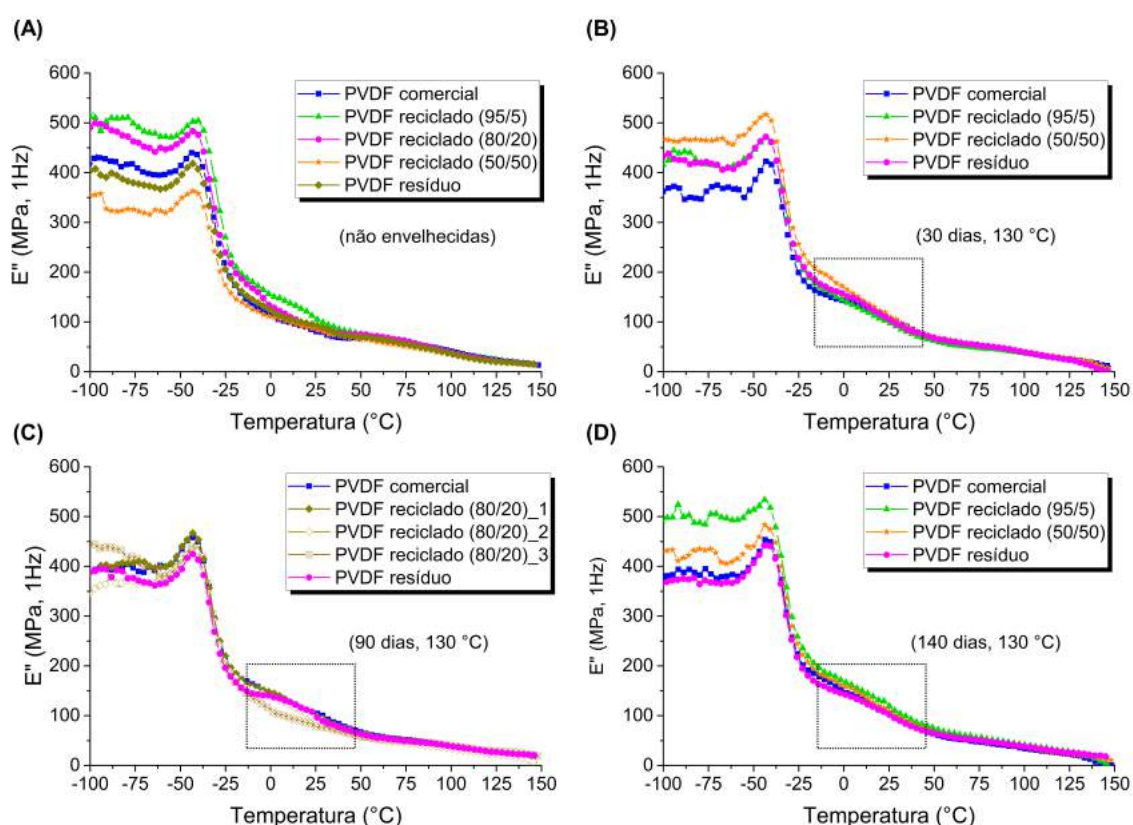 (A)
600
500
400
300
200
100
0
E" (MPa, 1Hz)
-100 -75 -50 -25 0 25 50 75 100 125 150
Temperatura (°C)
PVDF comercial
PVDF reciclado (95/5)
PVDF reciclado (80/20)
PVDF reciclado (50/50)
PVDF resíduo
(não envelhecidas)
(B)
600
500
400
300
200
100
0
E" (MPa, 1Hz)
-100 -75 -50 -25 0 25 50 75 100 125 150
Temperatura (°C)
PVDF comercial
PVDF reciclado (95/5)
PVDF reciclado (50/50)
PVDF resíduo
(30 dias, 130 °C)
(C)
600
500
400
300
200
100
0
E" (MPa, 1Hz)
-100 -75 -50 -25 0 25 50 75 100 125 150
Temperatura (°C)
PVDF comercial
PVDF reciclado (80/20)_1
PVDF reciclado (80/20)_2
PVDF reciclado (80/20)_3
PVDF resíduo
(90 dias, 130 °C)
(D)
600
500
400
300
200
100
0
E" (MPa, 1Hz)
-100 -75 -50 -25 0 25 50 75 100 125 150
Temperatura (°C)
PVDF comercial
PVDF reciclado (95/5)
PVDF reciclado (50/50)
PVDF resíduo
(140 dias, 130 °C)